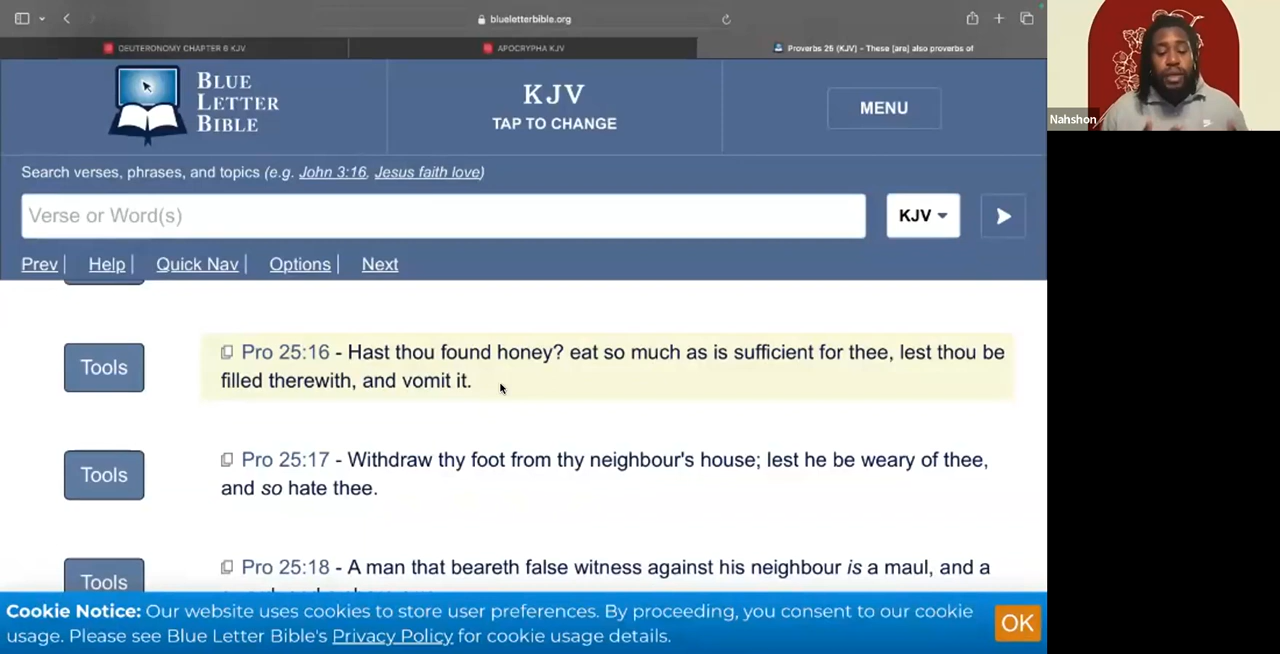 blueletterbible.org
DEUTERONOMY CHAPTER 6 KJV
APOCRYPHA KJV
Proverbs 25 (KJV) - These [are] also proverbs of
BLUE
LETTER
BIBLE
KJV
TAP TO CHANGE
MENU
Nahshon
Search verses, phrases, and topics (e.g. John 3:16, Jesus faith love)
Verse or Word(s)
KJV
Prev | Help | Quick Nav | Options | Next
Tools
Pro 25:16 - Hast thou found honey? eat so much as is sufficient for thee, lest thou be
filled therewith, and vomit it.
Tools
Pro 25:17 - Withdraw thy foot from thy neighbour's house; lest he be weary of thee,
and so hate thee.
Tools
Pro 25:18 - A man that beareth false witness against his neighbour is a maul, and a
Cookie Notice: Our website uses cookies to store user preferences. By proceeding, you consent to our cookie
usage. Please see Blue Letter Bible's Privacy Policy for cookie usage details.
OK